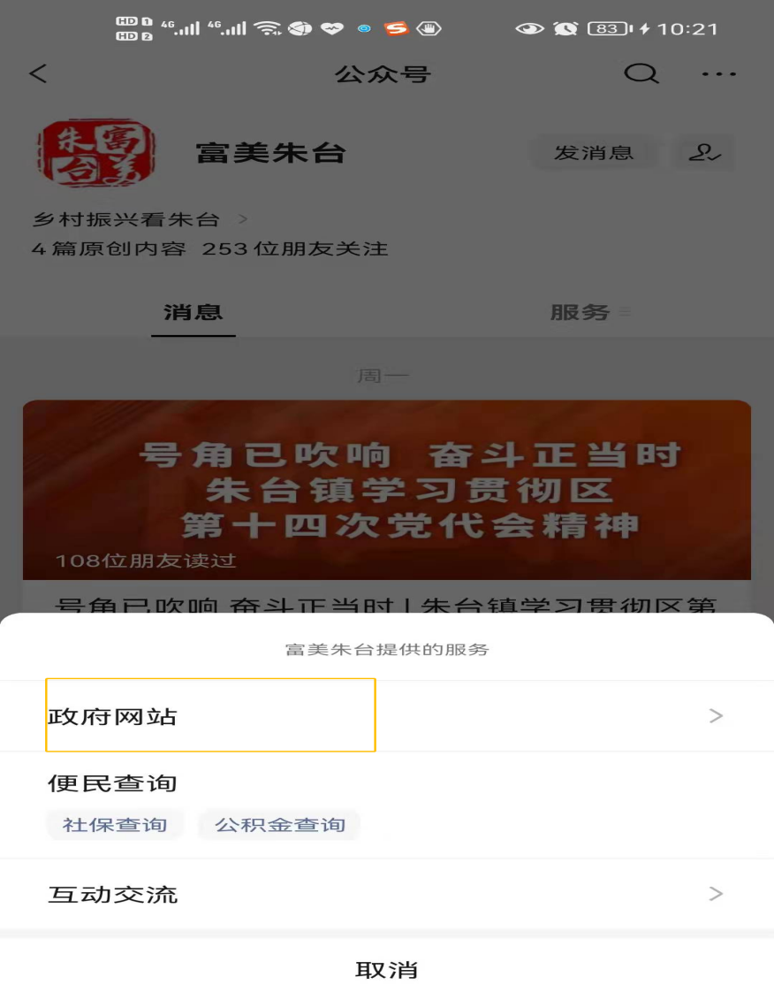 HD 1 4G 4G 83 10:21
HD 2
公众号
富美朱台
富美朱台 发消息
乡村振兴看朱台
4篇原创内容 253位朋友关注
消息 服务
周一
号角已吹响 奋斗正当时
朱台镇学习贯彻区
第十四次党代会精神
108位朋友读过
号角已吹响 奋斗正当时 | 朱台镇学习贯彻区第
富美朱台提供的服务
政府网站
便民查询
社保查询 公积金查询
互动交流
取消